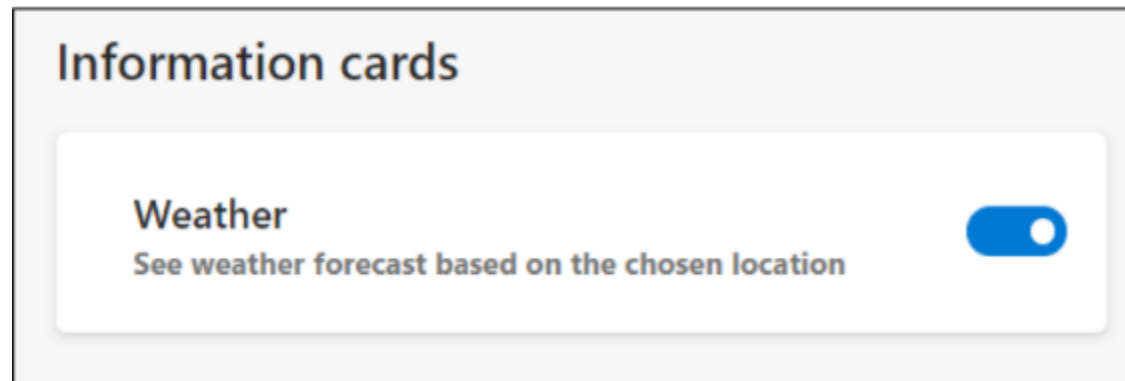 Information cards
Weather
See weather forecast based on the chosen location